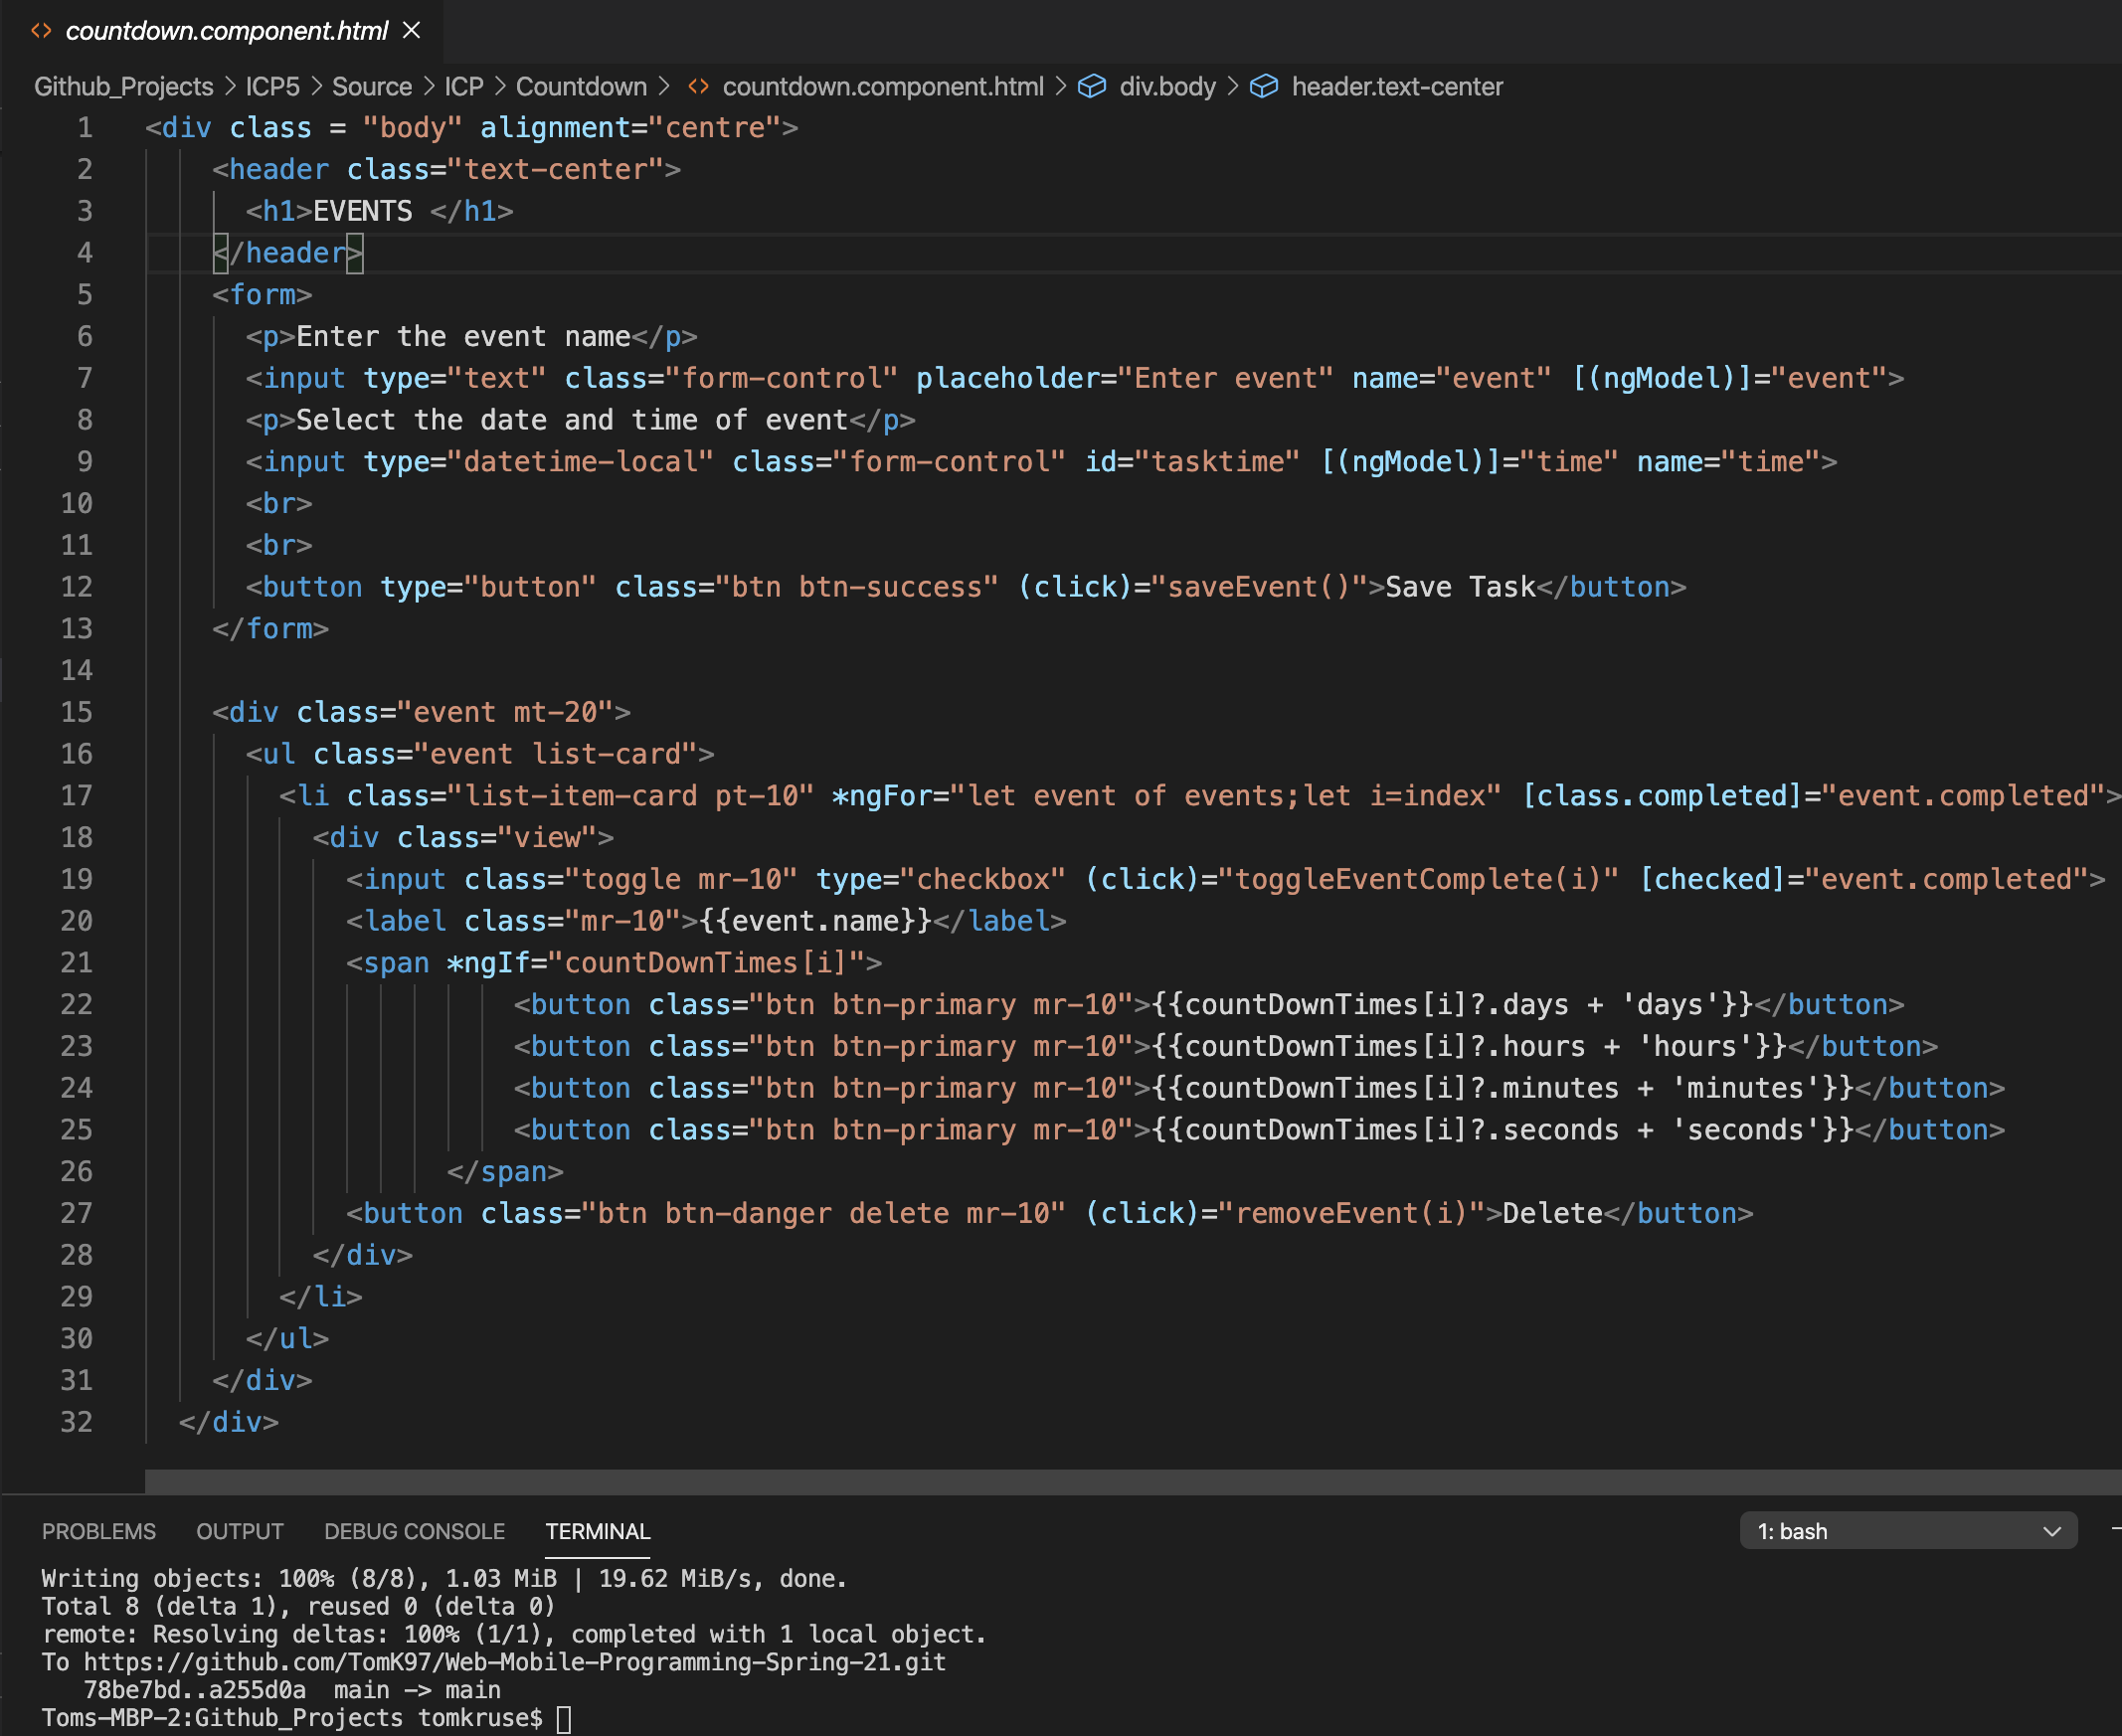 countdown.component.html
Github_Projects > ICP5 > Source > ICP > Countdown > <> countdown.component.html > div.body > header.text-center
1 <div class = "body" alignment="centre">
2 <header class="text-center">
3 <h1>EVENTS </h1>
4 </header>
5 <form>
6 <p>Enter the event name</p>
7 <input type="text" class="form-control" placeholder="Enter event" name="event" [(ngModel)]="event">
8 <p>Select the date and time of event</p>
9 <input type="datetime-local" class="form-control" id="tasktime" [(ngModel)]="time" name="time">
10 <br>
11 <br>
12 <button type="button" class="btn btn-success" (click)="saveEvent()">Save Task</button>
13 </form>
14
15 <div class="event mt-20">
16 <ul class="event list-card">
17 <li class="list-item-card pt-10" *ngFor="let event of events;let i=index" [class.completed]="event.completed">
18 <div class="view">
19 <input class="toggle mr-10" type="checkbox" (click)="toggleEventComplete(i)" [checked]="event.completed">
20 <label class="mr-10">{{event.name}}</label>
21 <span *ngIf="countDownTimes[i]">
22 <button class="btn btn-primary mr-10">{{countDownTimes[i]?.days + 'days'}}</button>
23 <button class="btn btn-primary mr-10">{{countDownTimes[i]?.hours + 'hours'}}</button>
24 <button class="btn btn-primary mr-10">{{countDownTimes[i]?.minutes + 'minutes'}}</button>
25 <button class="btn btn-primary mr-10">{{countDownTimes[i]?.seconds + 'seconds'}}</button>
26 </span>
27 <button class="btn btn-danger delete mr-10" (click)="removeEvent(i)">Delete</button>
28 </div>
29 </li>
30 </ul>
31 </div>
32 </div>
PROBLEMS OUTPUT DEBUG CONSOLE TERMINAL 1: bash
Writing objects: 100% (8/8), 1.03 MiB | 19.62 MiB/s, done.
Total 8 (delta 1), reused 0 (delta 0)
remote: Resolving deltas: 100% (1/1), completed with 1 local object.
To https://github.com/TomK97/Web-Mobile-Programming-Spring-21.git
78be7bd..a255d0a main -> main
Toms-MBP-2:Github_Projects tomkruse$